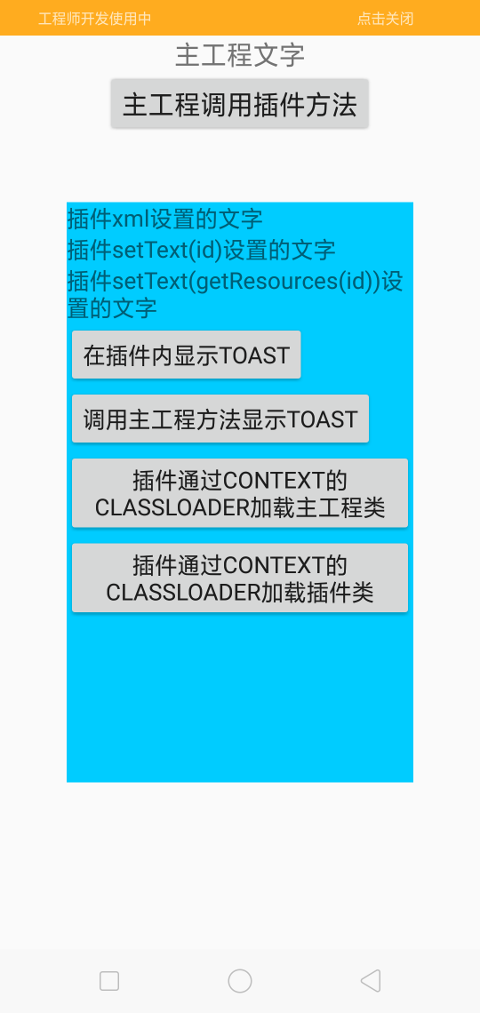 工程师开发使用中 点击关闭
主工程文字
主工程调用插件方法
插件xml设置的文字
插件setText(id)设置的文字
插件setText(getResources(id))设
置的文字
在插件内显示TOAST
调用主工程方法显示TOAST
插件通过CONTEXT的
CLASSLOADER加载主工程类
插件通过CONTEXT的
CLASSLOADER加载插件类